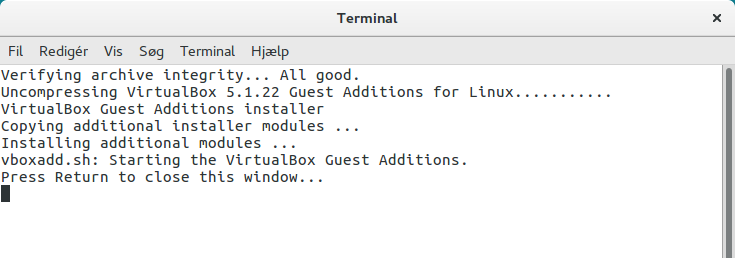 Terminal
Fil Redigér Vis Søg Terminal Hjælp
Verifying archive integrity... All good.
Uncompressing VirtualBox 5.1.22 Guest Additions for Linux...........
VirtualBox Guest Additions installer
Copying additional installer modules ...
Installing additional modules ...
vboxadd.sh: Starting the VirtualBox Guest Additions.
Press Return to close this window...